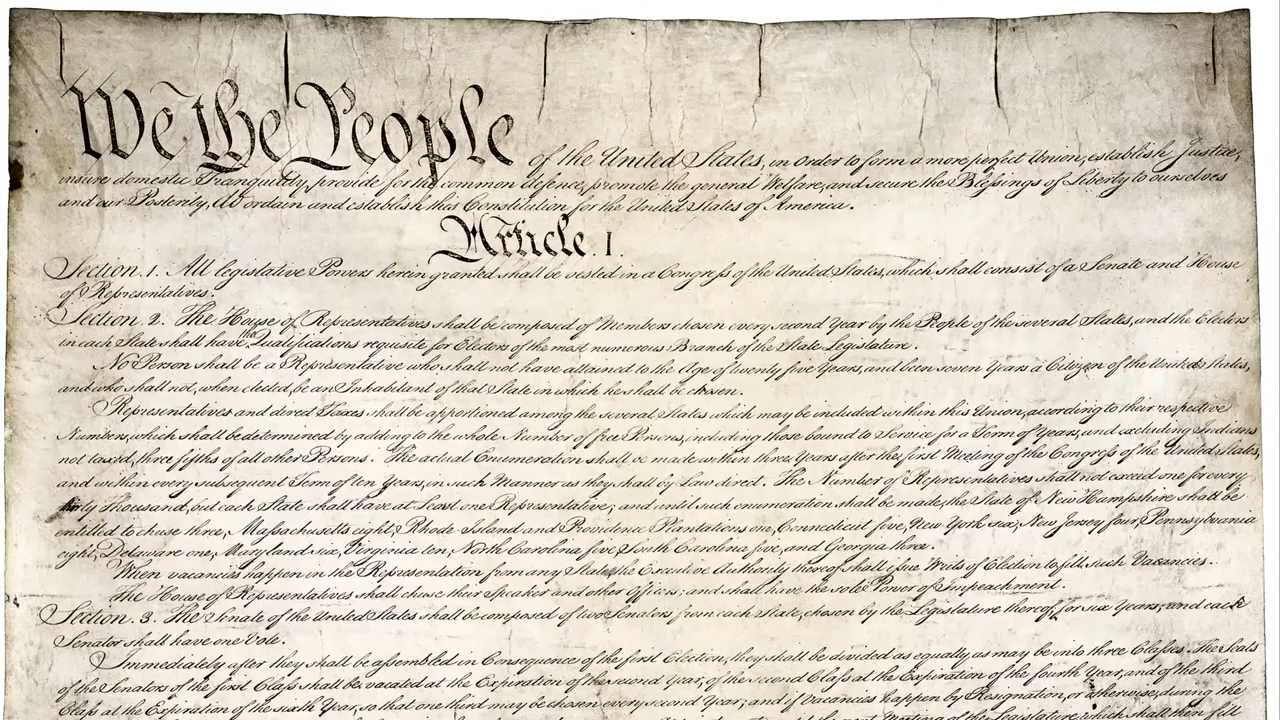 We the People of the United States, in Order to form a more perfect Union, establish Justice,
insure domestic Tranquility, provide for the common defence, promote the general Welfare, and secure the Blessings of Liberty to ourselves
and our Posterity, do ordain and establish this Constitution for the United States of America.
Article. I.
Section. 1. All legislative Powers herein granted shall be vested in a Congress of the United States, which shall consist of a Senate and House
of Representatives.
Section. 2. The House of Representatives shall be composed of Members chosen every second Year by the People of the several States, and the Electors
in each State shall have the Qualifications requisite for Electors of the most numerous Branch of the State Legislature.
No Person shall be a Representative who shall not have attained to the Age of twenty five Years, and been seven Years a Citizen of the United States,
and who shall not, when elected, be an Inhabitant of that State in which he shall be chosen.
Representatives and direct Taxes shall be apportioned among the several States which may be included within this Union, according to their respective
Numbers, which shall be determined by adding to the whole Number of free Persons, including those bound to Service for a Term of Years, and excluding Indians
not taxed, three fifths of all other Persons. The actual Enumeration shall be made within three Years after the first Meeting of the Congress of the United States,
and within every subsequent Term of ten Years, in such Manner as they shall by Law direct. The Number of Representatives shall not exceed one for every
thirty Thousand, but each State shall have at Least one Representative; and until such enumeration shall be made, the State of New Hampshire shall be
entitled to chuse three, Massachusetts eight, Rhode Island and Providence Plantations one, Connecticut five, New York six, New Jersey four, Pennsylvania
eight, Delaware one, Maryland six, Virginia ten, North Carolina five, South Carolina five, and Georgia three.
When vacancies happen in the Representation from any State, the Executive Authority thereof shall issue Writs of Election to fill such Vacancies.
The House of Representatives shall chuse their Speaker and other Officers; and shall have the sole Power of Impeachment.
Section. 3. The Senate of the United States shall be composed of two Senators from each State, chosen by the Legislature thereof, for six Years; and each
Senator shall have one Vote.
Immediately after they shall be assembled in Consequence of the first Election, they shall be divided as equally as may be into three Classes. The Seats
of the Senators of the first Class shall be vacated at the Expiration of the second Year, of the second Class at the Expiration of the fourth Year, and of the third
Class at the Expiration of the sixth Year, so that one third may be chosen every second Year; and if Vacancies happen by Resignation, or otherwise, during the
Meeting of the Legislature, which shall then fill